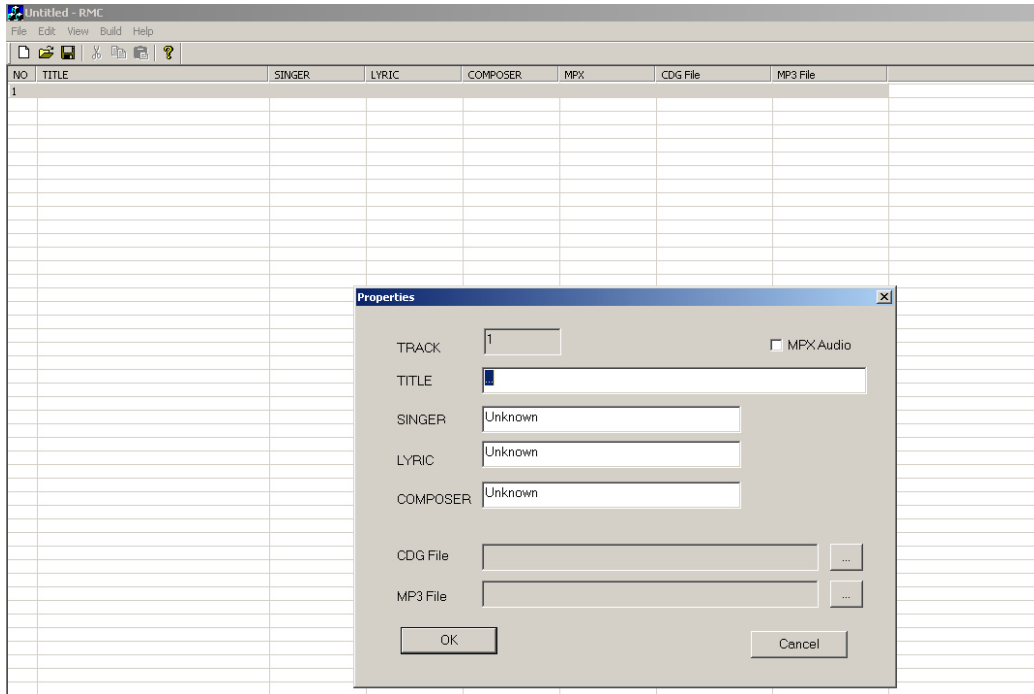 Untitled - RMC
File Edit View Build Help
NO TITLE SINGER LYRIC COMPOSER MPX CDG File MP3 File
1
Properties
TRACK 1 MPX Audio
TITLE ...
SINGER Unknown
LYRIC Unknown
COMPOSER Unknown
CDG File ...
MP3 File ...
OK Cancel